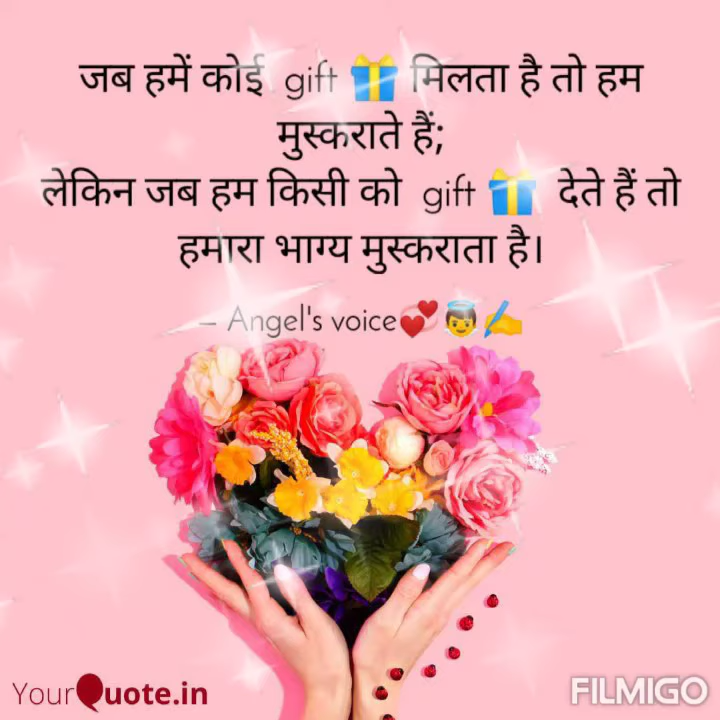 जब हमें कोई gift 🎁 मिलता है तो हम
मुस्कराते हैं;
लेकिन जब हम किसी को gift 🎁 देते हैं तो
हमारा भाग्य मुस्कराता है।
– Angel's voice💞👼✍
YourQuote.in
FILMIGO